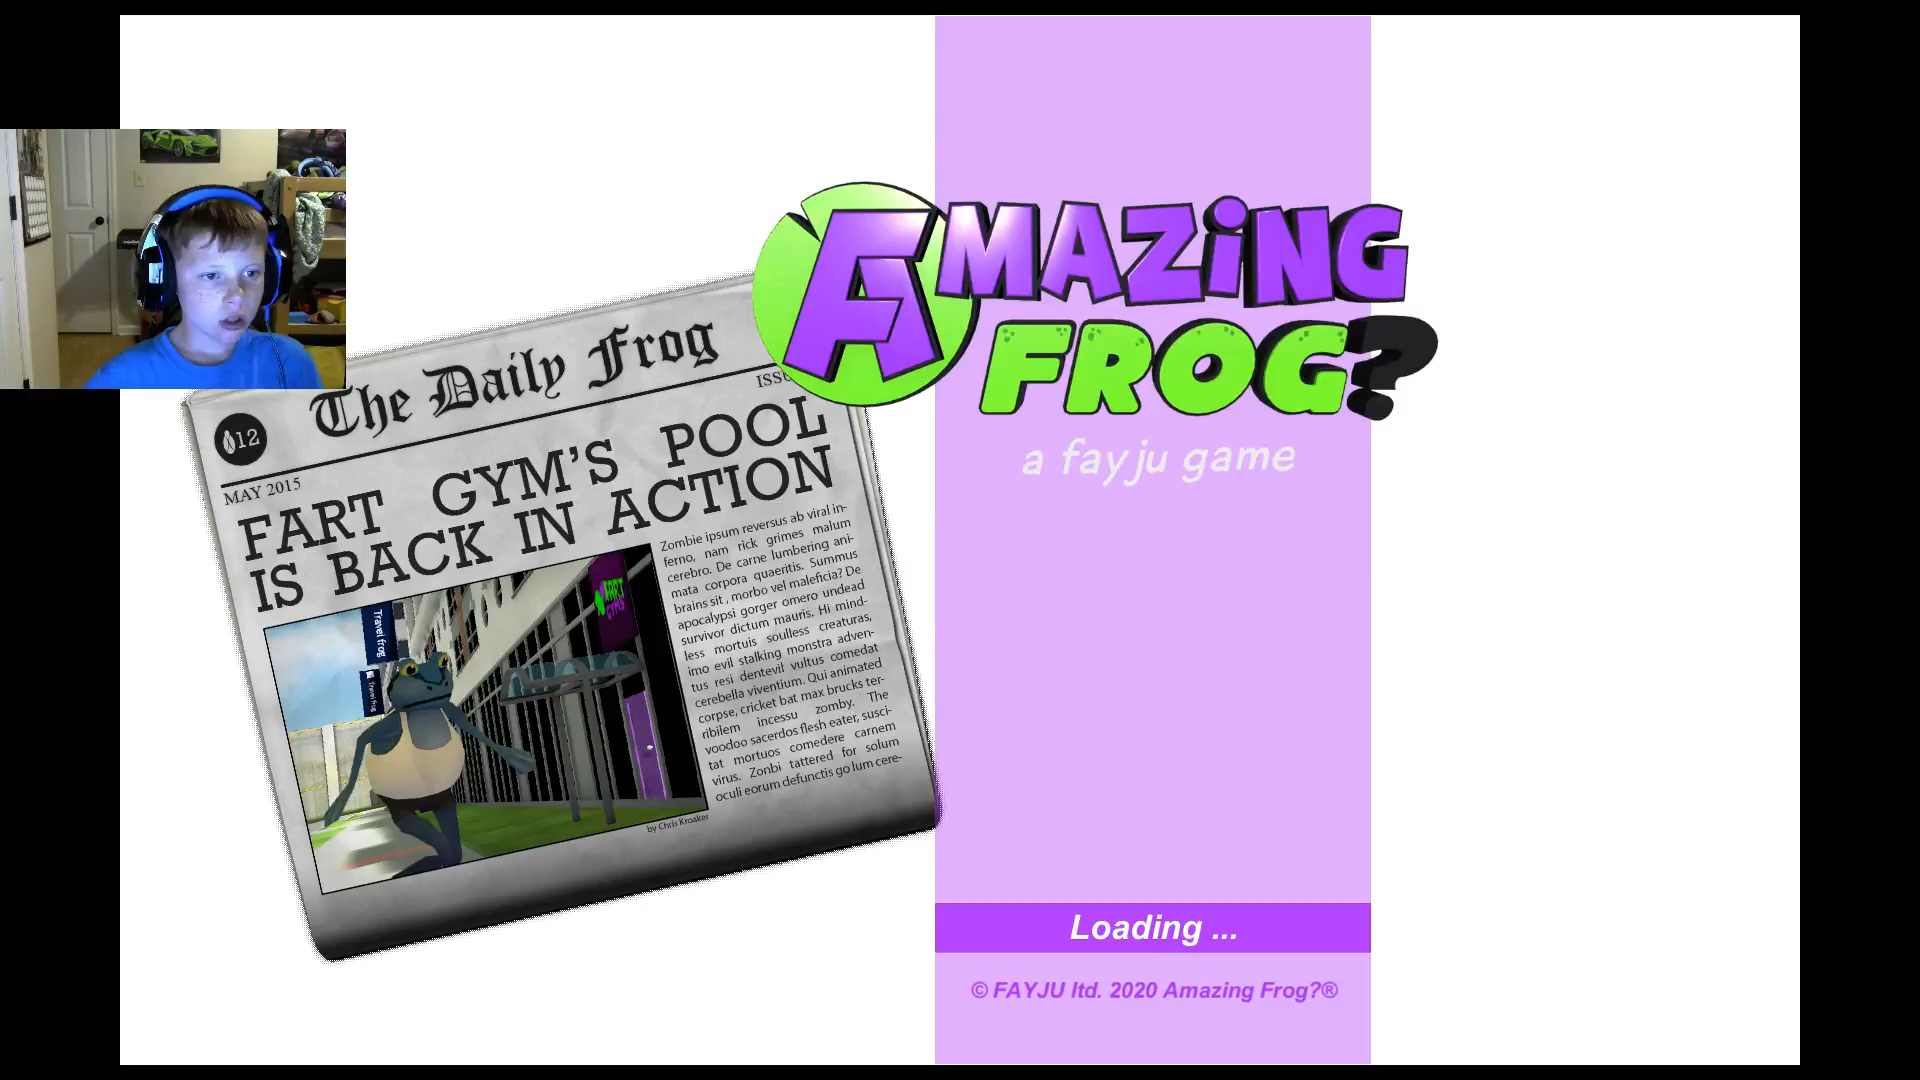 AMAZiNG
FROG?
a fayju game
The Daily Frog
12
MAY 2015
FART GYM'S POOL
IS BACK IN ACTION
Zombie ipsum reversus ab viral in-
ferno, nam rick grimes malum
cerebro. De carne lumbering ani-
mata corpora quaeritis. Summus
brains sit , morbo vel maleficia? De
apocalypsi gorger omero undead
survivor dictum mauris. Hi mind-
less mortuis soulless creaturas,
imo evil stalking monstra adven-
tus resi dentevil vultus comedat
cerebella viventium. Qui animated
corpse, cricket bat max brucks ter-
ribilem incessu zomby. The
voodoo sacerdos flesh eater, susci-
tat mortuos comedere carnem
virus. Zonbi tattered for solum
oculi eorum defunctis go lum cere-
Travel frog
Travel frog
FART
GYMS
by Chris Kroaker
Loading ...
© FAYJU ltd. 2020 Amazing Frog?®